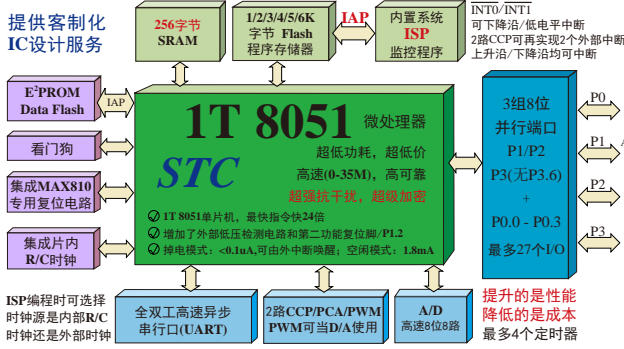 提供客制化
IC设计服务
256字节
SRAM
1/2/3/4/5/6K
字节 Flash
程序存储器
IAP
内置系统
ISP
监控程序
INT0/INT1
可下降沿/低电平中断
2路CCP可再实现2个外部中断
上升沿/下降沿均可中断
E²PROM
Data Flash
IAP
看门狗
集成MAX810
专用复位电路
集成片内
R/C时钟
1T 8051 微处理器
STC
超低功耗，超低价
高速(0-35M)，高可靠
超强抗干扰，超级加密
1T 8051单片机，最快指令快24倍
增加了外部低压检测电路和第二功能复位脚/P1.2
掉电模式：<0.1uA,可由外中断唤醒；空闲模式：1.8mA
3组8位
并行端口
P1/P2
P3(无P3.6)
+
P0.0 - P0.3
最多27个I/O
P0
P1
P2
P3
ISP编程时可选择
时钟源是内部R/C
时钟还是外部时钟
全双工高速异步
串行口(UART)
2路CCP/PCA/PWM
PWM可当D/A使用
A/D
高速8位8路
提升的是性能
降低的是成本
最多4个定时器